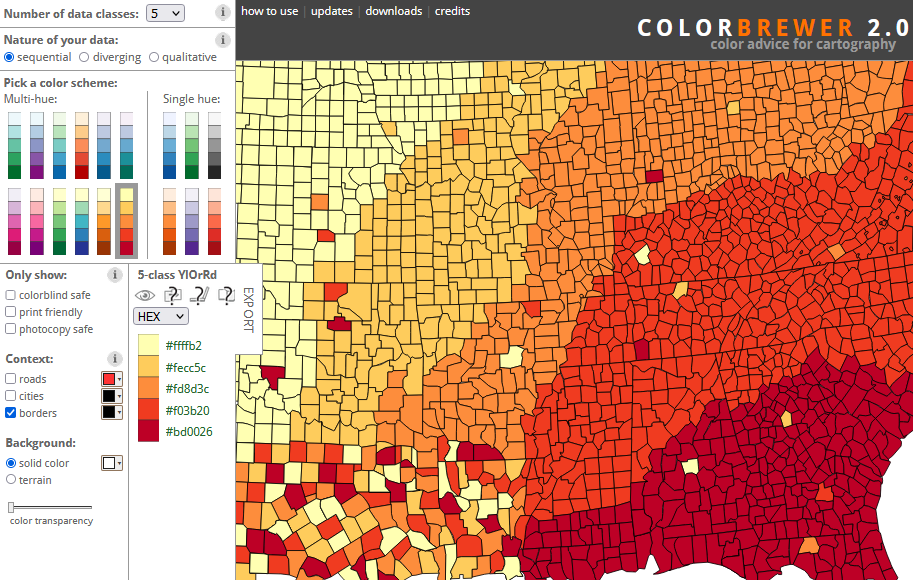 Number of data classes: 5 i
how to use | updates | downloads | credits
COLORBREWER 2.0
color advice for cartography
Nature of your data: i
sequential diverging qualitative
Pick a color scheme:
Multi-hue: Single hue:
Only show: i
colorblind safe
print friendly
photocopy safe
Context: i
roads
cities
borders
Background:
solid color
terrain
color transparency
5-class YlOrRd
? ? ?
HEX
EXPORT
#ffffb2
#fecc5c
#fd8d3c
#f03b20
#bd0026